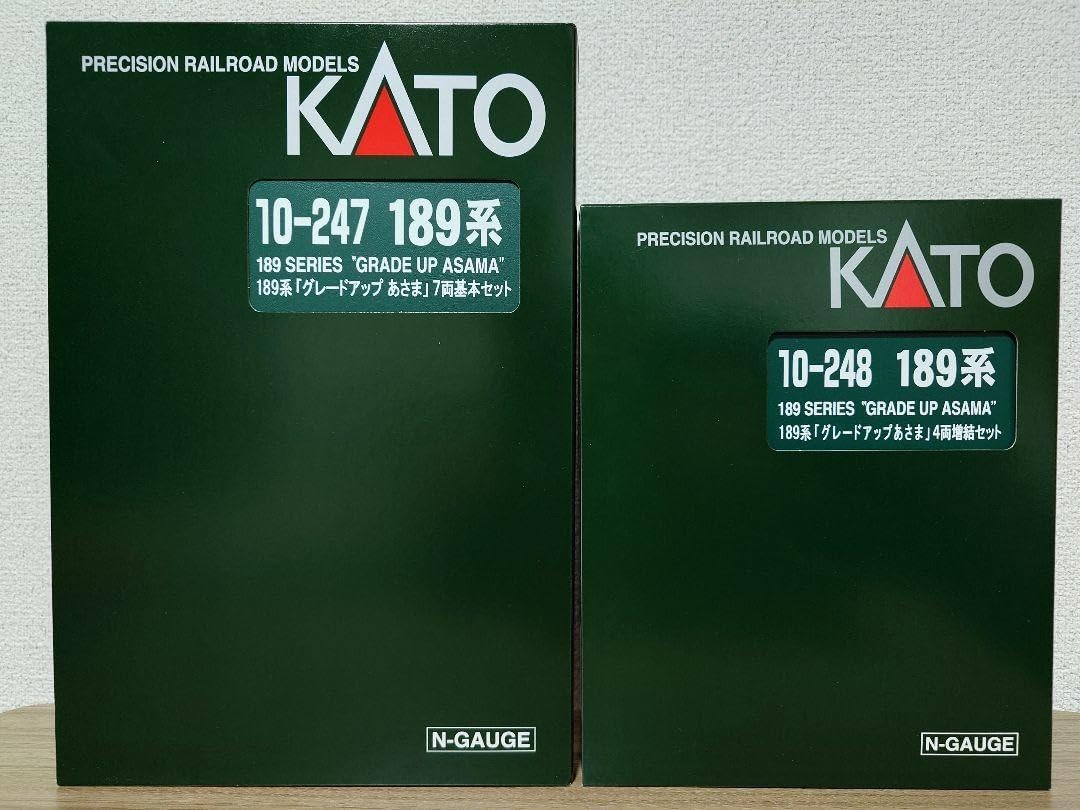 PRECISION RAILROAD MODELS
KATO
10-247 189系
189 SERIES "GRADE UP ASAMA"
189系「グレードアップ あさま」7両基本セット
N-GAUGE
PRECISION RAILROAD MODELS
KATO
10-248 189系
189 SERIES "GRADE UP ASAMA"
189系「グレードアップあさま」4両増結セット
N-GAUGE